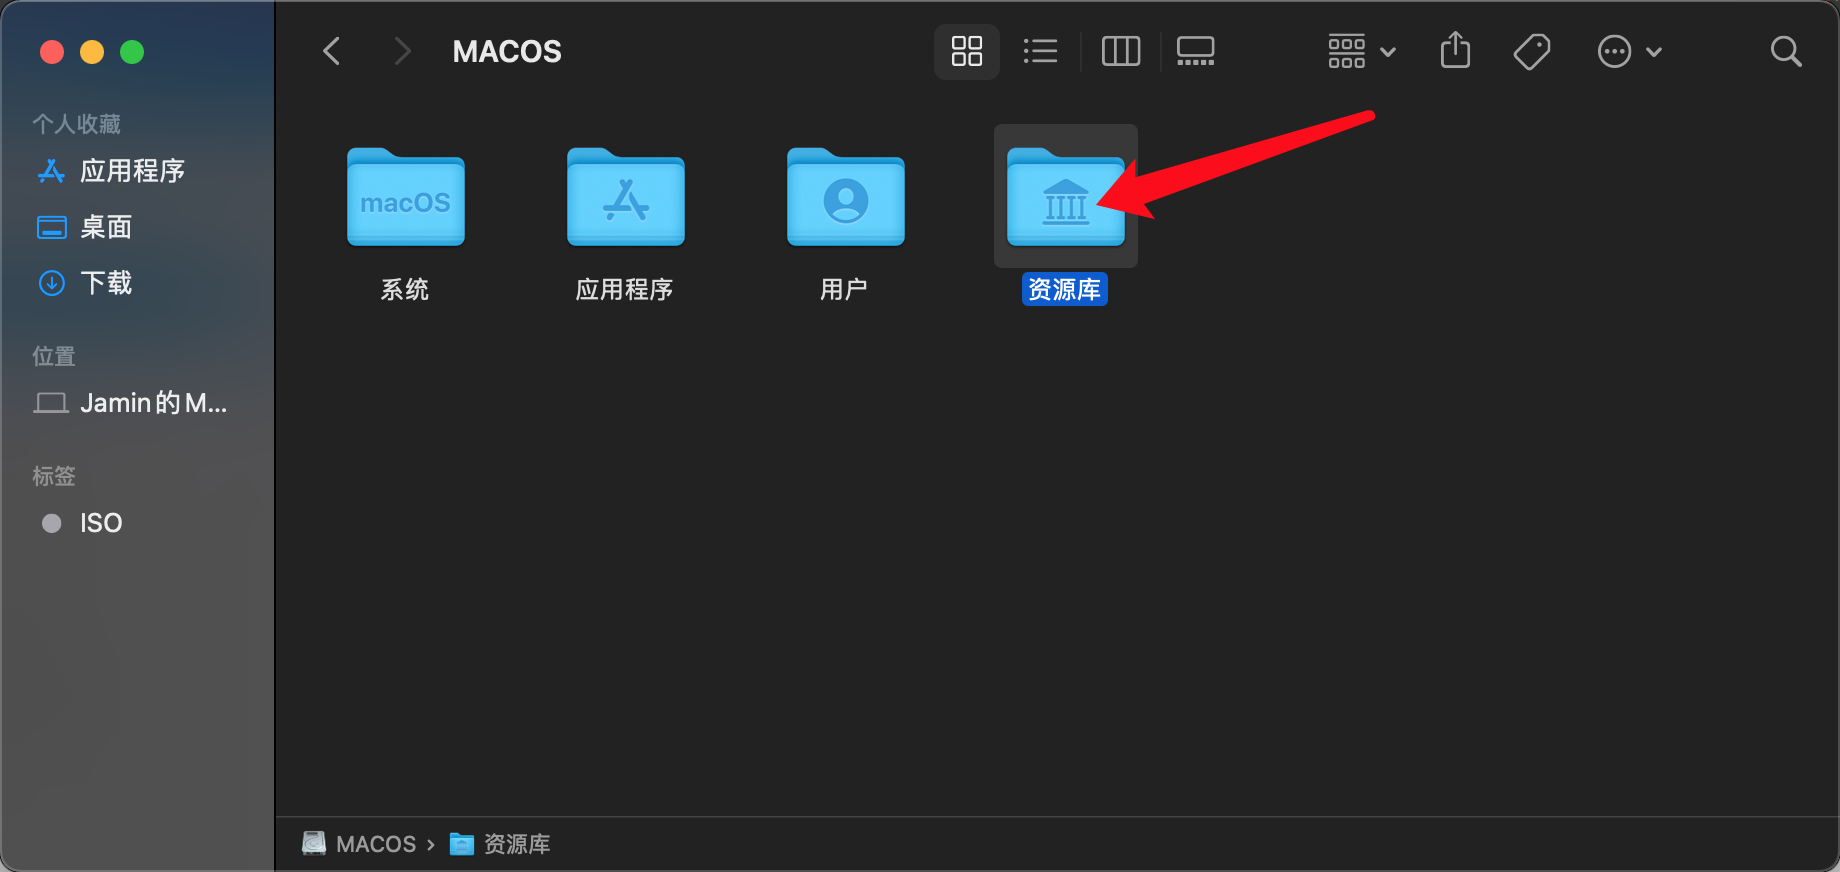 MACOS
个人收藏
应用程序
桌面
下载
位置
Jamin的M...
标签
ISO
macOS
系统
应用程序
用户
资源库
MACOS › 资源库